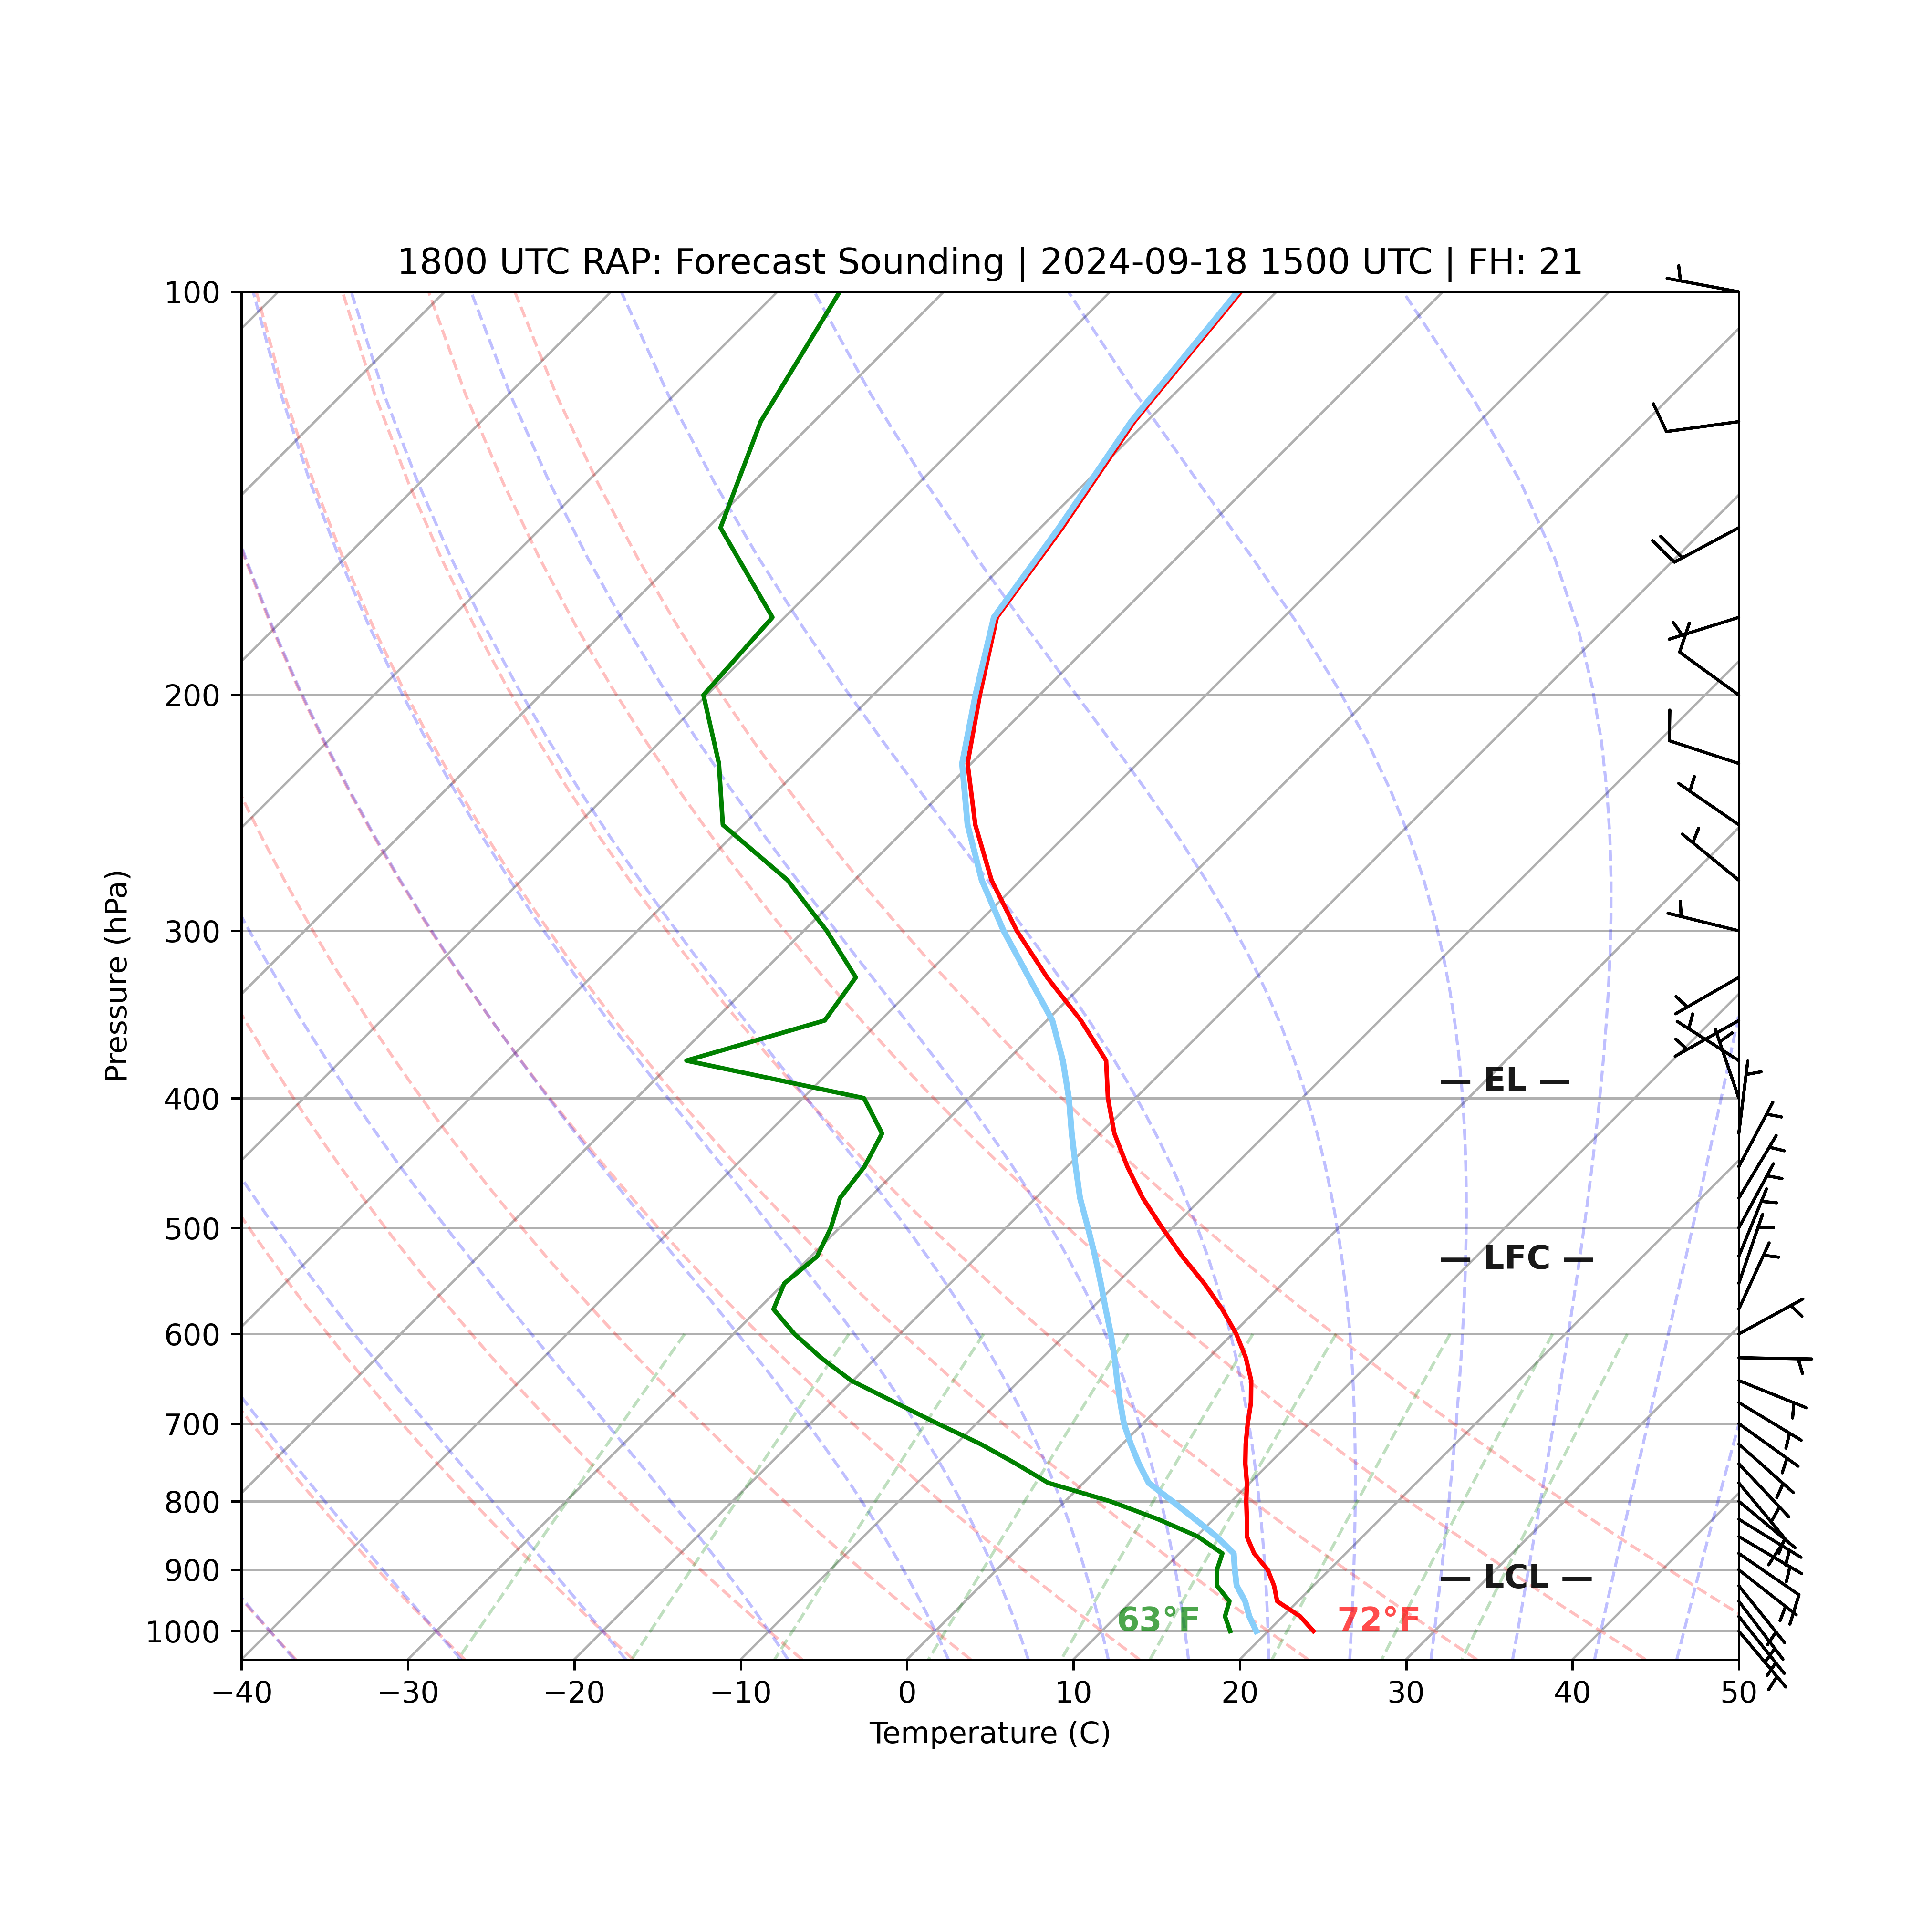 1800 UTC RAP: Forecast Sounding | 2024-09-18 1500 UTC | FH: 21
100
200
300
400
500
600
700
800
900
1000
Pressure (hPa)
— EL —
— LFC —
— LCL —
63°F 72°F
−40 −30 −20 −10 0 10 20 30 40 50
Temperature (C)